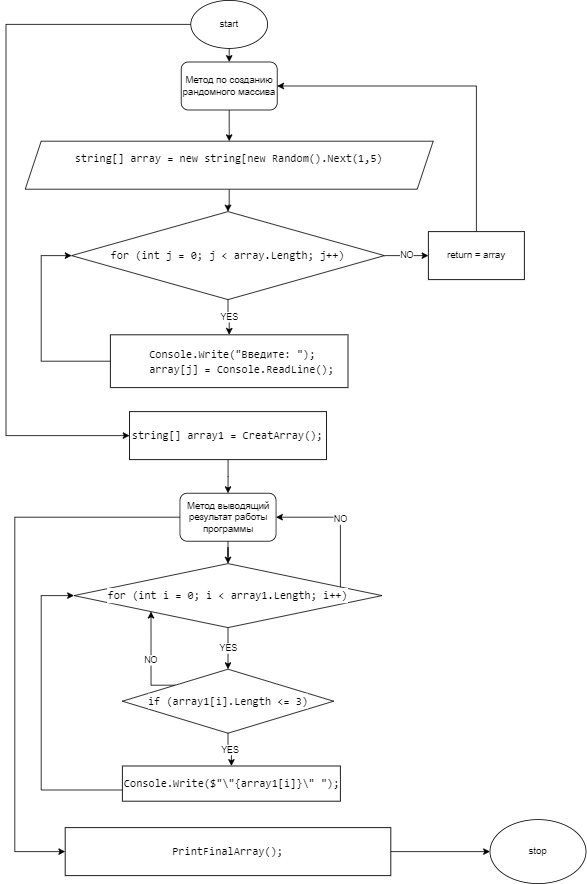 start
Метод по созданию
рандомного массива
string[] array = new string[new Random().Next(1,5)
for (int j = 0; j < array.Length; j++)
NO
return = array
YES
Console.Write("Введите: ");
array[j] = Console.ReadLine();
string[] array1 = CreatArray();
Метод выводящий
результат работы
программы
NO
for (int i = 0; i < array1.Length; i++)
YES
NO
if (array1[i].Length <= 3)
YES
Console.Write($"\"{array1[i]}\" ");
PrintFinalArray();
stop